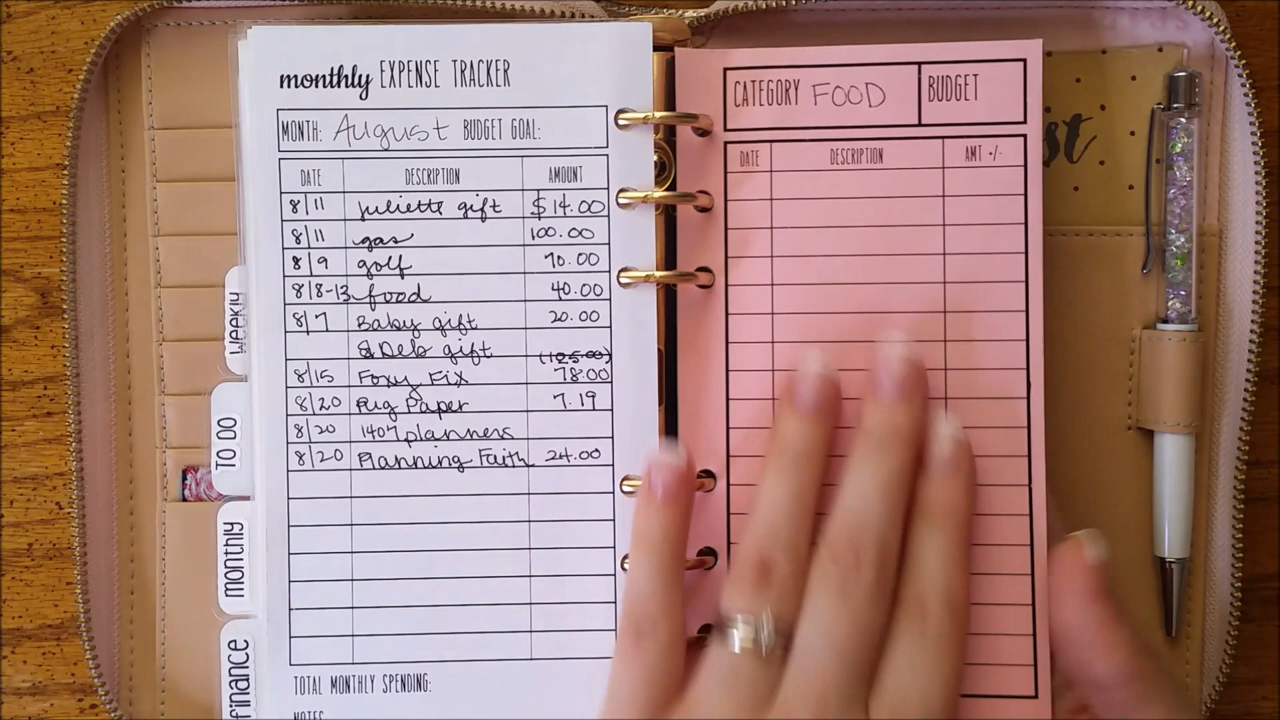 monthly EXPENSE TRACKER
MONTH: August BUDGET GOAL:
DATE DESCRIPTION AMOUNT
8/11 Juliette gift $14.00
8/11 gas 100.00
8/9 golf 70.00
8/8-13 food 40.00
8/7 Baby gift 20.00
& Deb gift (125.00)
8/15 Foxy Fix 78.00
8/20 Pug Paper 7.19
8/20 1407 planners
8/20 Planning Faith 24.00
TOTAL MONTHLY SPENDING:
NOTES
WEEKLY
TO DO
monthly
finance
CATEGORY FOOD BUDGET
DATE DESCRIPTION AMT +/-